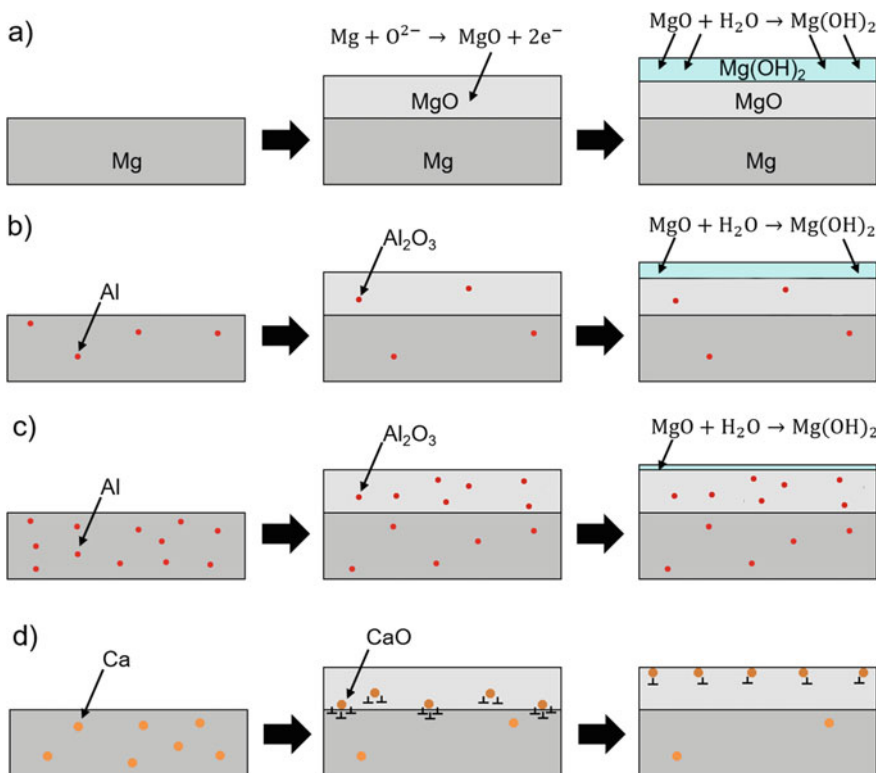 a)
Mg + O²⁻ → MgO + 2e⁻
MgO + H₂O → Mg(OH)₂
Mg
MgO
Mg
Mg(OH)₂
MgO
Mg
b)
Al
Al₂O₃
MgO + H₂O → Mg(OH)₂
c)
Al
Al₂O₃
MgO + H₂O → Mg(OH)₂
d)
Ca
CaO